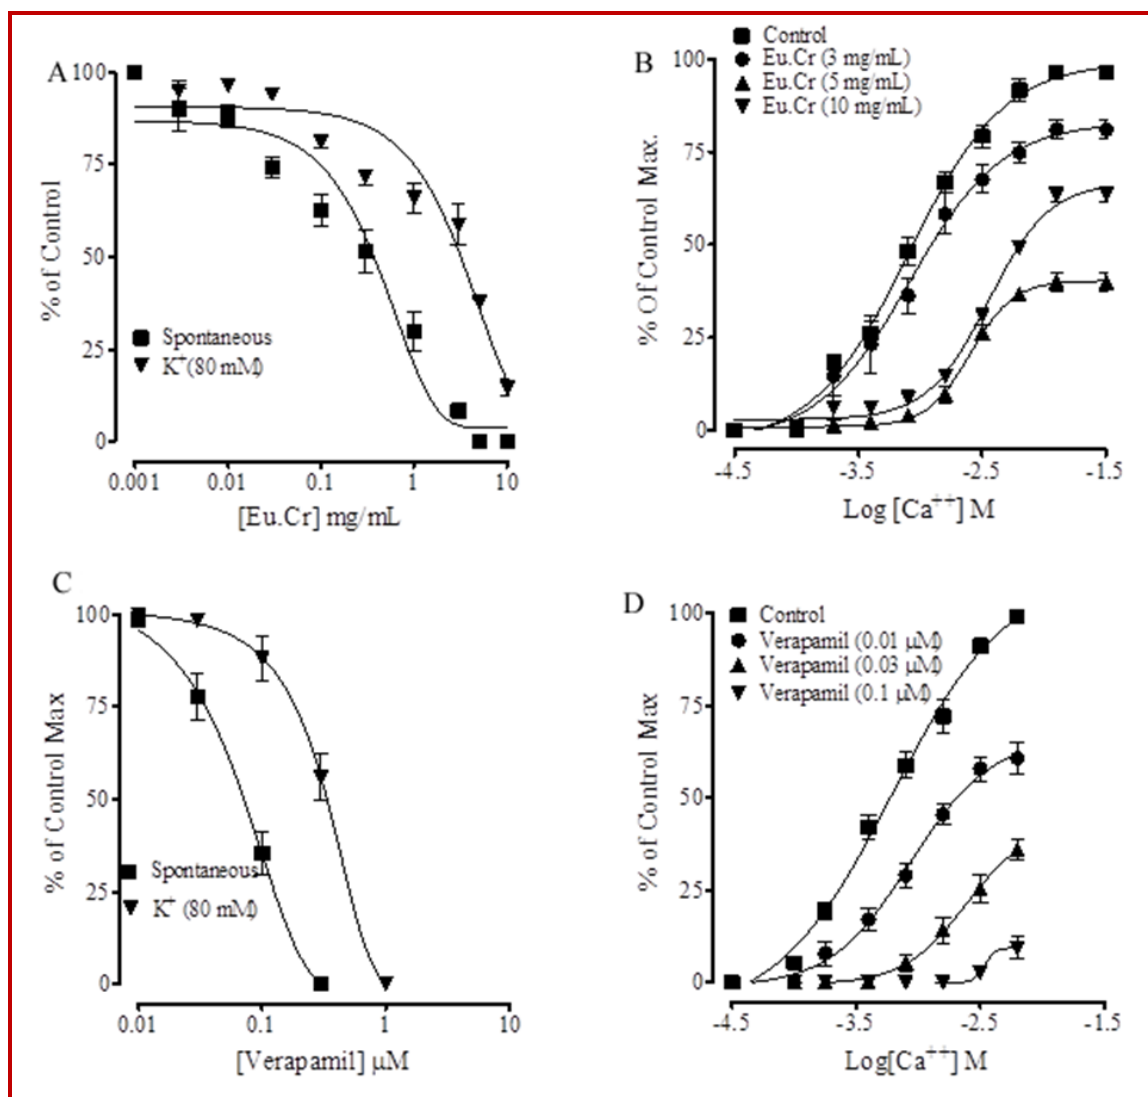 A
100
75
50
25
0
% of Control
Spontaneous
K+(80 mM)
0.001
0.01
0.1
1
10
[Eu.Cr] mg/mL
B
Control
Eu.Cr (3 mg/mL)
Eu.Cr (5 mg/mL)
Eu.Cr (10 mg/mL)
100
75
50
25
0
% Of Control Max.
-4.5
-3.5
-2.5
-1.5
Log [Ca++] M
C
100
75
50
25
0
% of Control Max
Spontaneous
K+ (80 mM)
0.01
0.1
1
10
[Verapamil] μM
D
Control
Verapamil (0.01 μM)
Verapamil (0.03 μM)
Verapamil (0.1 μM)
100
75
50
25
0
% of Control Max
-4.5
-3.5
-2.5
-1.5
Log[Ca++] M